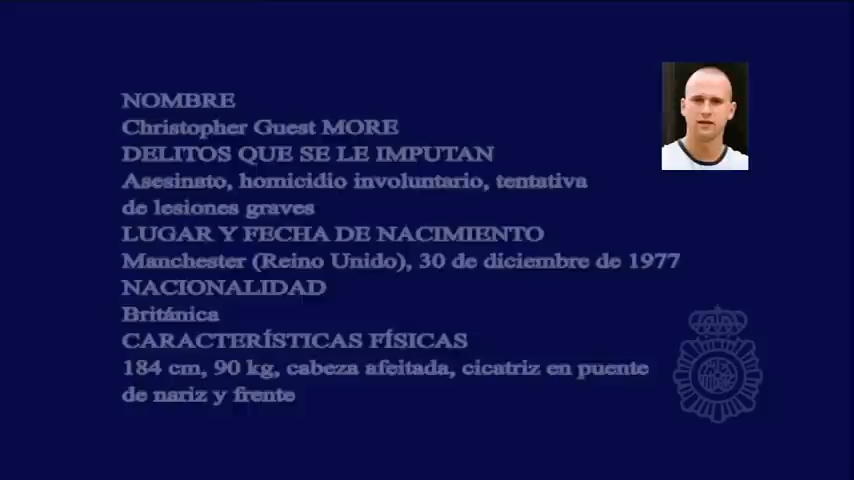 NOMBRE
Christopher Guest MORE
DELITOS QUE SE LE IMPUTAN
Asesinato, homicidio involuntario, tentativa
de lesiones graves
LUGAR Y FECHA DE NACIMIENTO
Manchester (Reino Unido), 30 de diciembre de 1977
NACIONALIDAD
Británica
CARACTERÍSTICAS FÍSICAS
184 cm, 90 kg, cabeza afeitada, cicatriz en puente
de nariz y frente